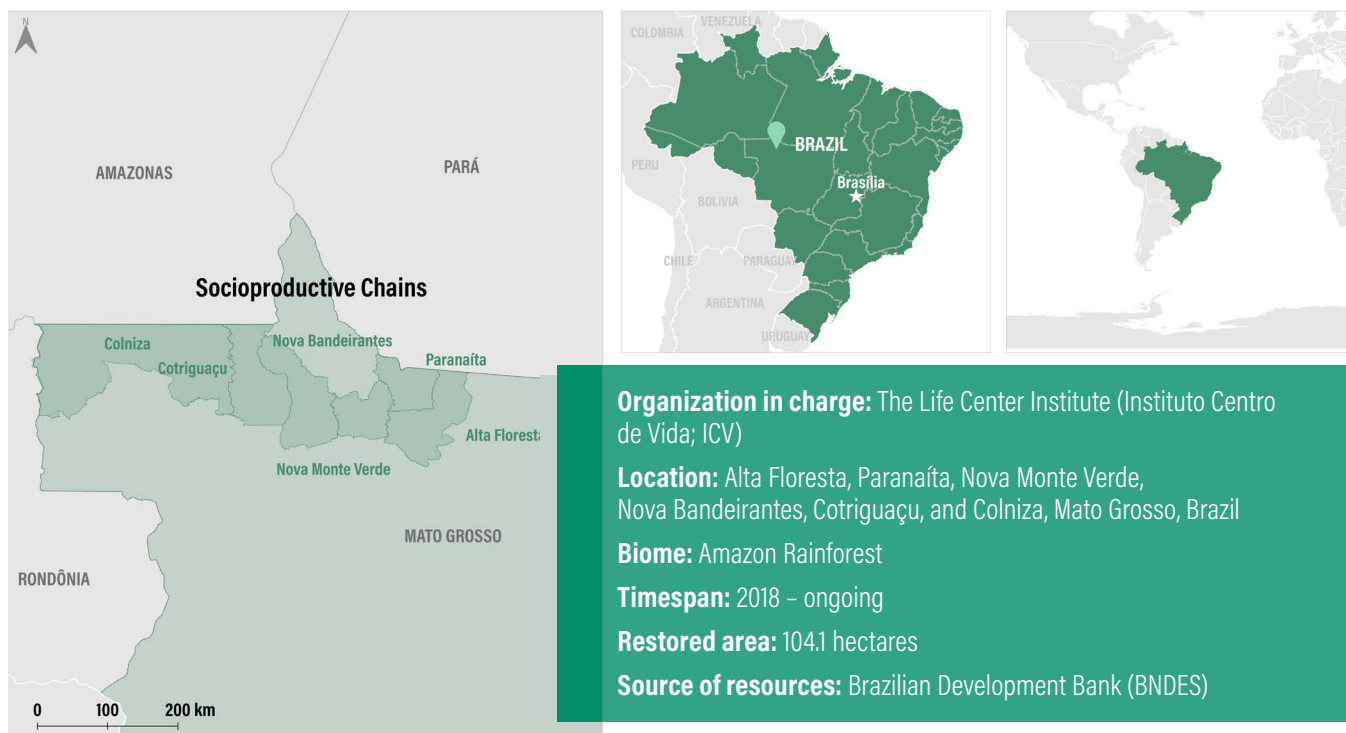 N
AMAZONAS
PARÁ
Socioproductive Chains
Colniza
Nova Bandeirantes
Cotriguaçu
Paranaíta
Alta Florest
Nova Monte Verde
MATO GROSSO
RONDÔNIA
0 100 200 km
VENEZUELA
COLOMBIA
BRAZIL
PERU
Brasília
BOLIVIA
CHILE
PARAGUAY
ARGENTINA
URUGUAY
Organization in charge: The Life Center Institute (Instituto Centro
de Vida; ICV)
Location: Alta Floresta, Paranaíta, Nova Monte Verde,
Nova Bandeirantes, Cotriguaçu, and Colniza, Mato Grosso, Brazil
Biome: Amazon Rainforest
Timespan: 2018 – ongoing
Restored area: 104.1 hectares
Source of resources: Brazilian Development Bank (BNDES)